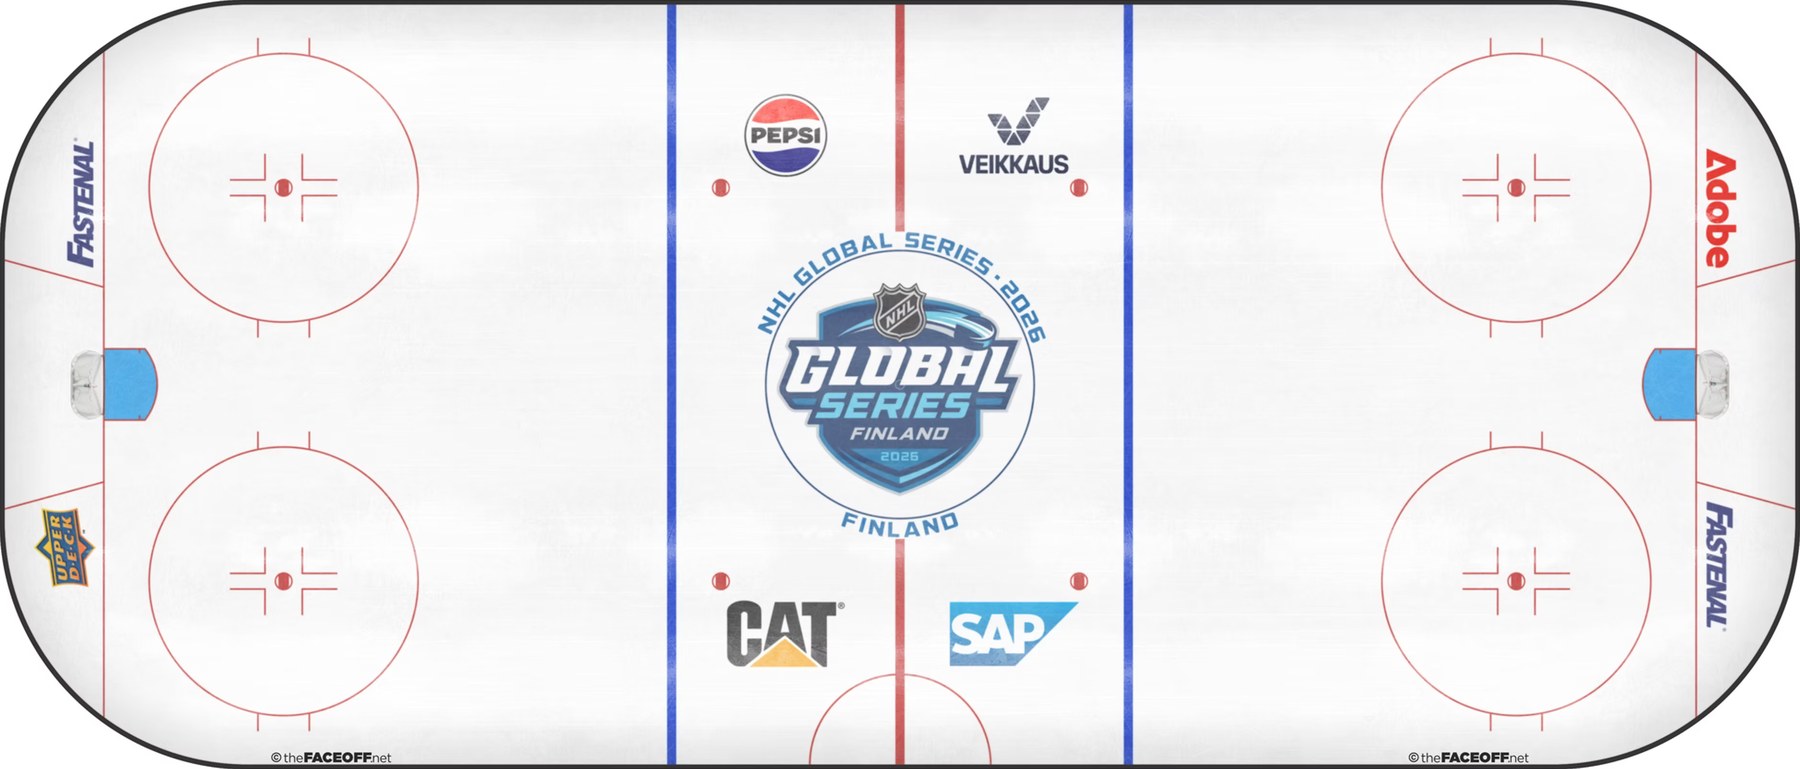 PEPSI
VEIKKAUS
FASTENAL
Adobe
NHL GLOBAL SERIES · 2026
NHL
GLOBAL
SERIES
FINLAND
2026
FINLAND
UPPER
D·E·C·K
FASTENAL
CAT®
SAP
©theFACEOFF.net
©theFACEOFF.net